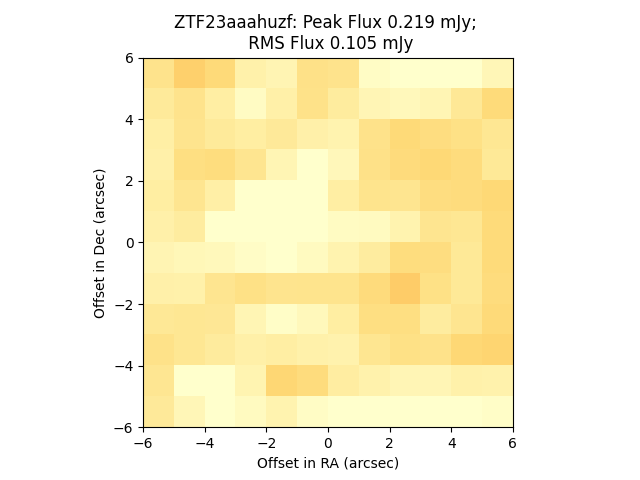 ZTF23aaahuzf: Peak Flux 0.219 mJy;
RMS Flux 0.105 mJy
6
4
2
0
−2
−4
−6
Offset in Dec (arcsec)
−6 −4 −2 0 2 4 6
Offset in RA (arcsec)